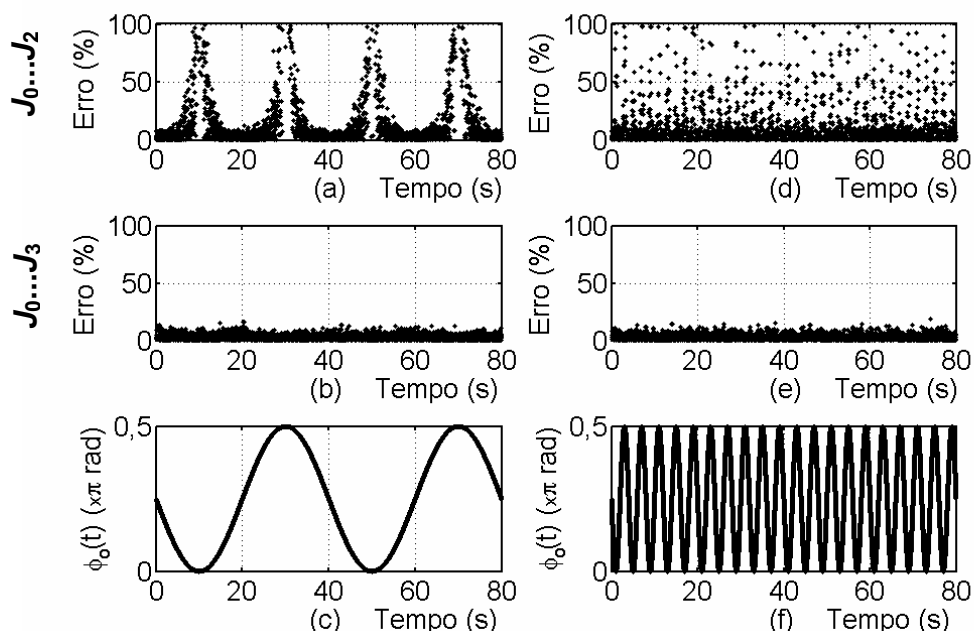 J0...J2
Erro (%)
100
50
0
0 20 40 60 80
(a) Tempo (s)
Erro (%)
100
50
0
0 20 40 60 80
(d) Tempo (s)
J0...J3
Erro (%)
100
50
0
0 20 40 60 80
(b) Tempo (s)
Erro (%)
100
50
0
0 20 40 60 80
(e) Tempo (s)
ϕo(t) (xπ rad)
0,5
0
0 20 40 60 80
(c) Tempo (s)
ϕo(t) (xπ rad)
0,5
0
0 20 40 60 80
(f) Tempo (s)